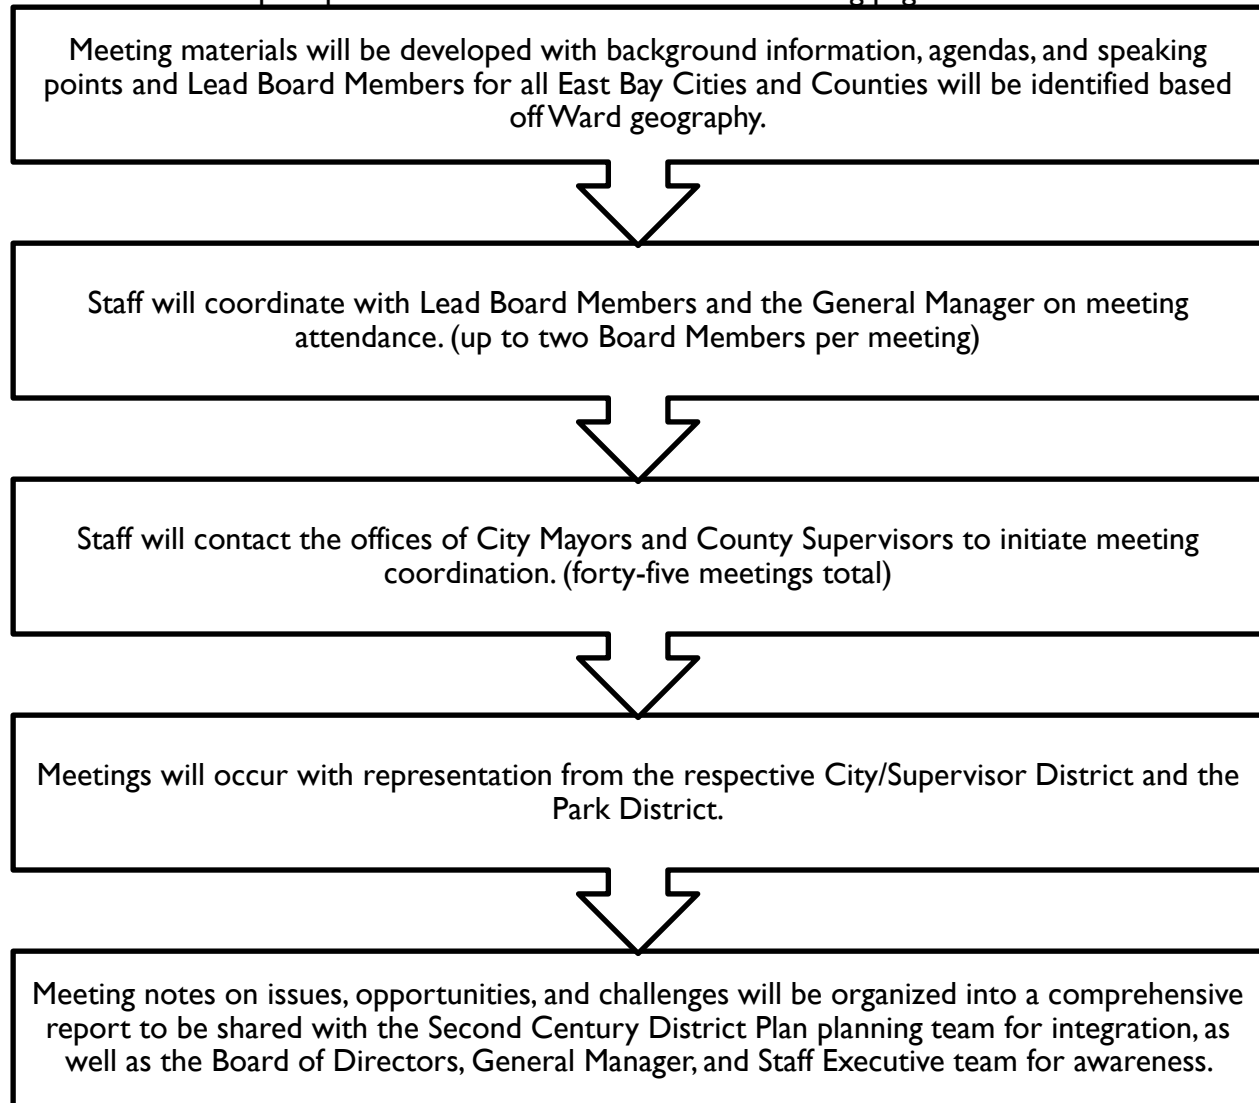 Meeting materials will be developed with background information, agendas, and speaking
points and Lead Board Members for all East Bay Cities and Counties will be identified based
off Ward geography.
Staff will coordinate with Lead Board Members and the General Manager on meeting
attendance. (up to two Board Members per meeting)
Staff will contact the offices of City Mayors and County Supervisors to initiate meeting
coordination. (forty-five meetings total)
Meetings will occur with representation from the respective City/Supervisor District and the
Park District.
Meeting notes on issues, opportunities, and challenges will be organized into a comprehensive
report to be shared with the Second Century District Plan planning team for integration, as
well as the Board of Directors, General Manager, and Staff Executive team for awareness.